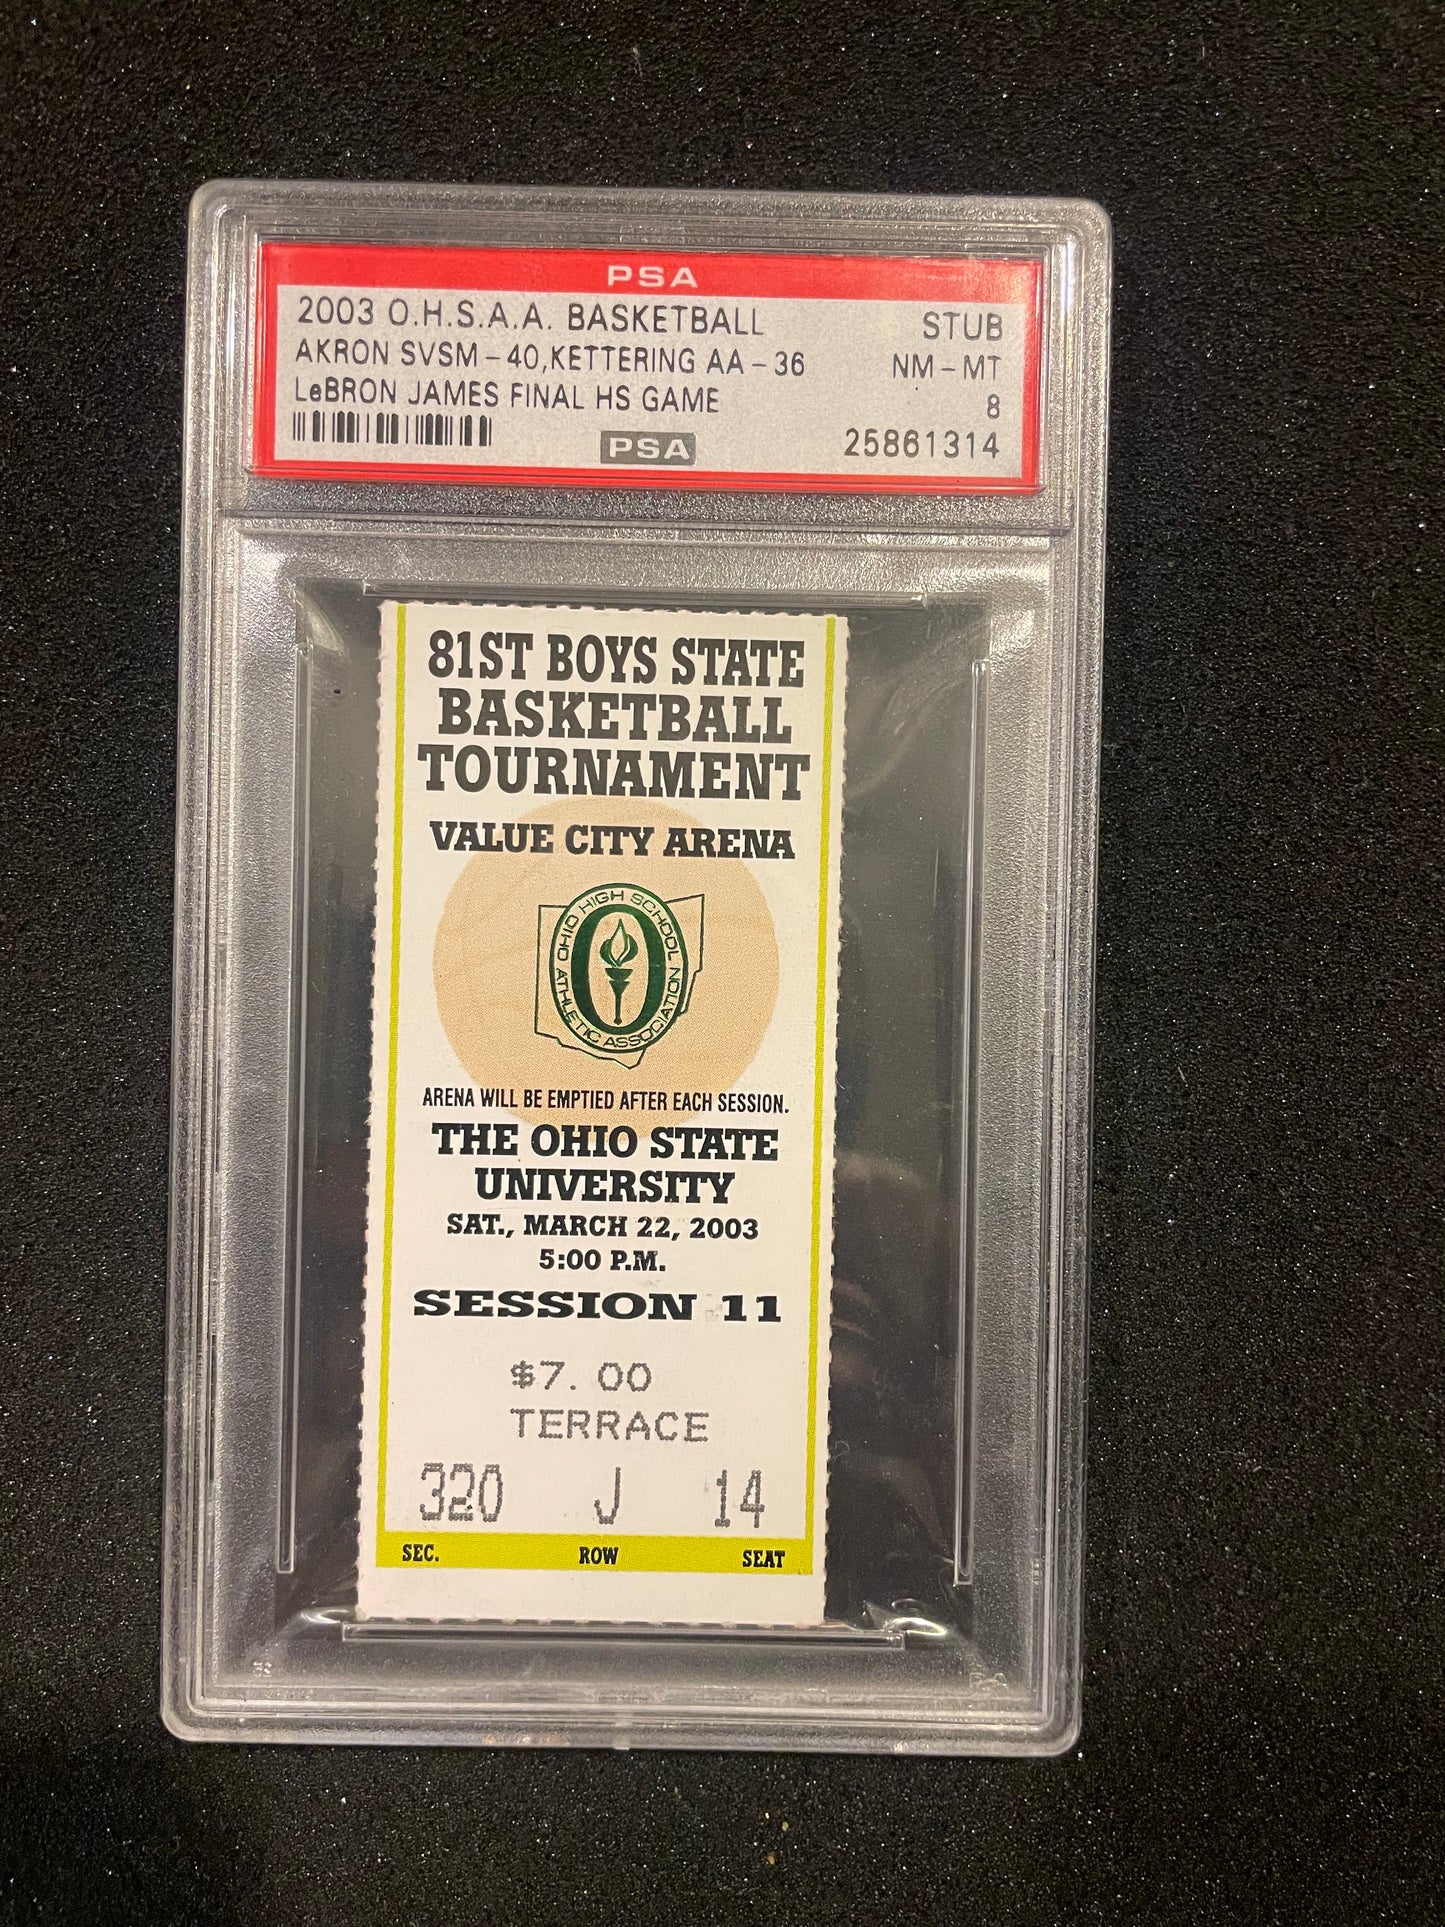 PSA
2003 O.H.S.A.A. BASKETBALL STUB
AKRON SVSM-40,KETTERING AA-36 NM-MT
LeBRON JAMES FINAL HS GAME 8
PSA 25861314
81ST BOYS STATE
BASKETBALL
TOURNAMENT
VALUE CITY ARENA
OHIO HIGH SCHOOL ATHLETIC ASSOCIATION
O
ARENA WILL BE EMPTIED AFTER EACH SESSION.
THE OHIO STATE
UNIVERSITY
SAT., MARCH 22, 2003
5:00 P.M.
SESSION 11
$7.00
TERRACE
320 J 14
SEC. ROW SEAT